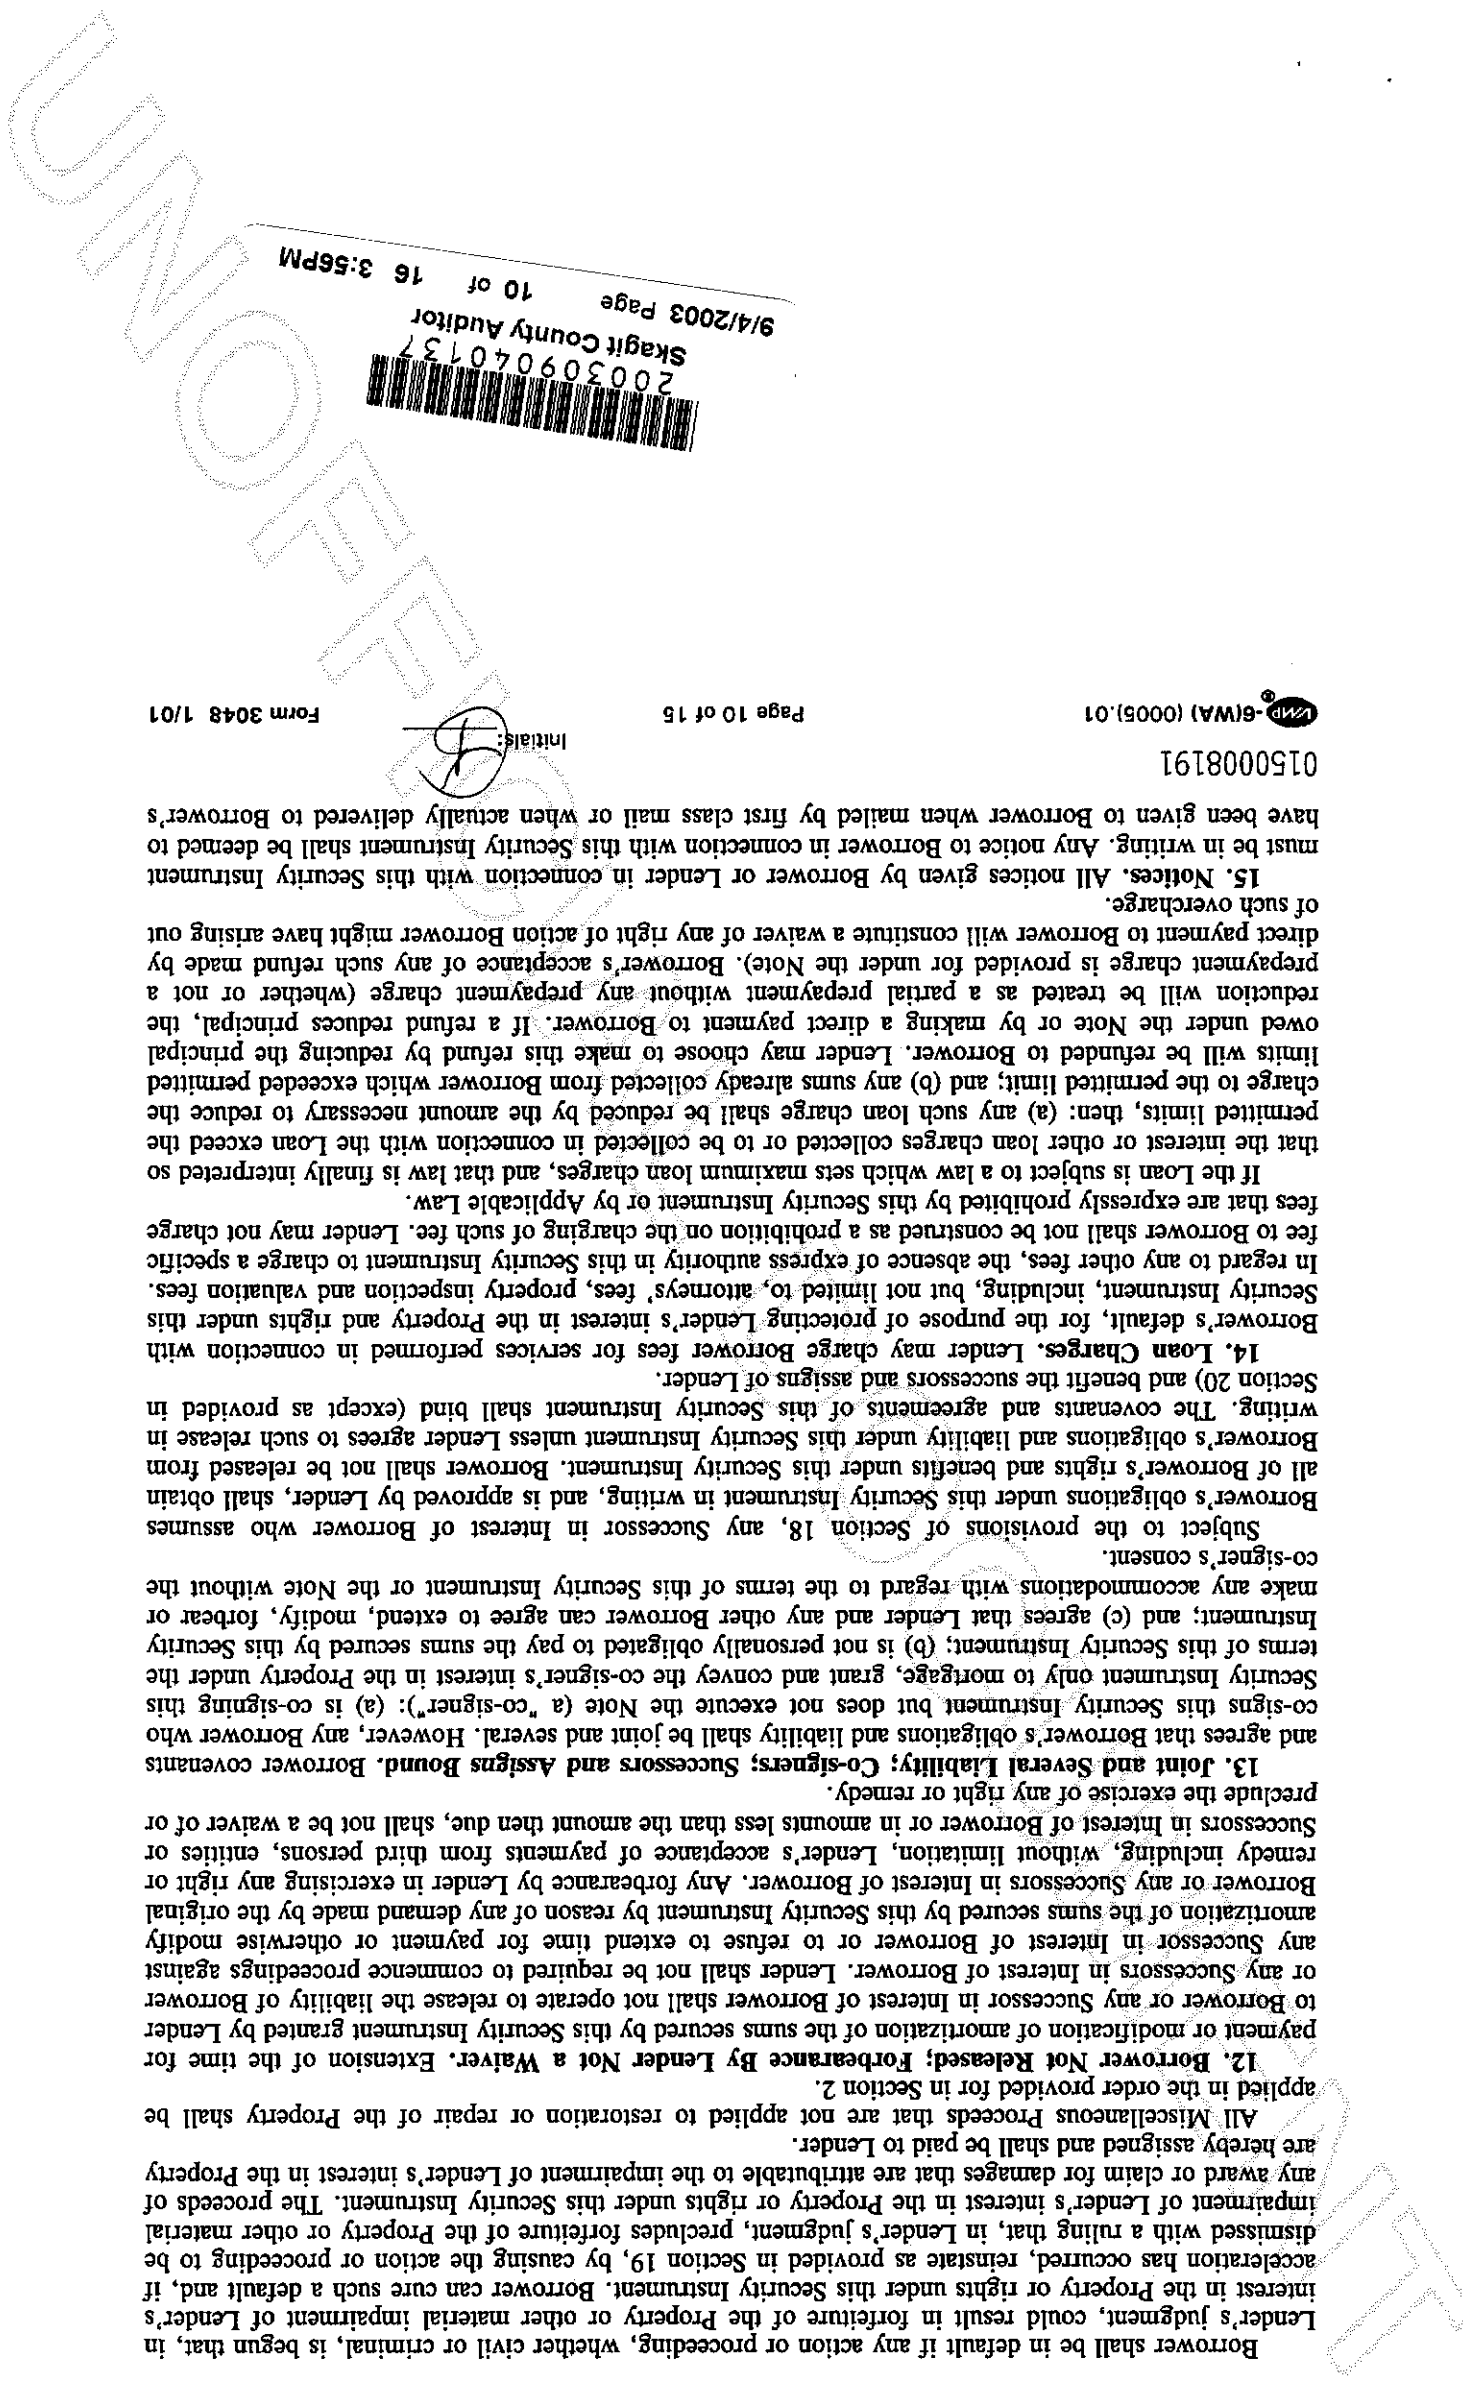 Borrower shall be in default if any action or proceeding, whether civil or criminal, is begun that, in
Lender's judgment, could result in forfeiture of the Property or other material impairment of Lender's
interest in the Property or rights under this Security Instrument. Borrower can cure such a default and, if
acceleration has occurred, reinstate as provided in Section 19, by causing the action or proceeding to be
dismissed with a ruling that, in Lender's judgment, precludes forfeiture of the Property or other material
impairment of Lender's interest in the Property or rights under this Security Instrument. The proceeds of
any award or claim for damages that are attributable to the impairment of Lender's interest in the Property
are hereby assigned and shall be paid to Lender.
All Miscellaneous Proceeds that are not applied to restoration or repair of the Property shall be
applied in the order provided for in Section 2.
12. Borrower Not Released; Forbearance By Lender Not a Waiver. Extension of the time for
payment or modification of amortization of the sums secured by this Security Instrument granted by Lender
to Borrower or any Successor in Interest of Borrower shall not operate to release the liability of Borrower
or any Successors in Interest of Borrower. Lender shall not be required to commence proceedings against
any Successor in Interest of Borrower or to refuse to extend time for payment or otherwise modify
amortization of the sums secured by this Security Instrument by reason of any demand made by the original
Borrower or any Successors in Interest of Borrower. Any forbearance by Lender in exercising any right or
remedy including, without limitation, Lender's acceptance of payments from third persons, entities or
Successors in Interest of Borrower or in amounts less than the amount then due, shall not be a waiver of or
preclude the exercise of any right or remedy.
13. Joint and Several Liability; Co-signers; Successors and Assigns Bound. Borrower covenants
and agrees that Borrower's obligations and liability shall be joint and several. However, any Borrower who
co-signs this Security Instrument but does not execute the Note (a "co-signer"): (a) is co-signing this
Security Instrument only to mortgage, grant and convey the co-signer's interest in the Property under the
terms of this Security Instrument; (b) is not personally obligated to pay the sums secured by this Security
Instrument; and (c) agrees that Lender and any other Borrower can agree to extend, modify, forbear or
make any accommodations with regard to the terms of this Security Instrument or the Note without the
co-signer's consent.
Subject to the provisions of Section 18, any Successor in Interest of Borrower who assumes
Borrower's obligations under this Security Instrument in writing, and is approved by Lender, shall obtain
all of Borrower's rights and benefits under this Security Instrument. Borrower shall not be released from
Borrower's obligations and liability under this Security Instrument unless Lender agrees to such release in
writing. The covenants and agreements of this Security Instrument shall bind (except as provided in
Section 20) and benefit the successors and assigns of Lender.
14. Loan Charges. Lender may charge Borrower fees for services performed in connection with
Borrower's default, for the purpose of protecting Lender's interest in the Property and rights under this
Security Instrument, including, but not limited to, attorneys' fees, property inspection and valuation fees.
In regard to any other fees, the absence of express authority in this Security Instrument to charge a specific
fee to Borrower shall not be construed as a prohibition on the charging of such fee. Lender may not charge
fees that are expressly prohibited by this Security Instrument or by Applicable Law.
If the Loan is subject to a law which sets maximum loan charges, and that law is finally interpreted so
that the interest or other loan charges collected or to be collected in connection with the Loan exceed the
permitted limits, then: (a) any such loan charge shall be reduced by the amount necessary to reduce the
charge to the permitted limit; and (b) any sums already collected from Borrower which exceeded permitted
limits will be refunded to Borrower. Lender may choose to make this refund by reducing the principal
owed under the Note or by making a direct payment to Borrower. If a refund reduces principal, the
reduction will be treated as a partial prepayment without any prepayment charge (whether or not a
prepayment charge is provided for under the Note). Borrower's acceptance of any such refund made by
direct payment to Borrower will constitute a waiver of any right of action Borrower might have arising out
of such overcharge.
15. Notices. All notices given by Borrower or Lender in connection with this Security Instrument
must be in writing. Any notice to Borrower in connection with this Security Instrument shall be deemed to
have been given to Borrower when mailed by first class mail or when actually delivered to Borrower's
0150008191
Initials:
VMP®-6(WA) (0005).01 Page 10 of 15 Form 3048 1/01
200309040137
Skagit County Auditor
9/4/2003 Page 10 of 16 3:56PM
UNOFFICIAL DOCUMENT